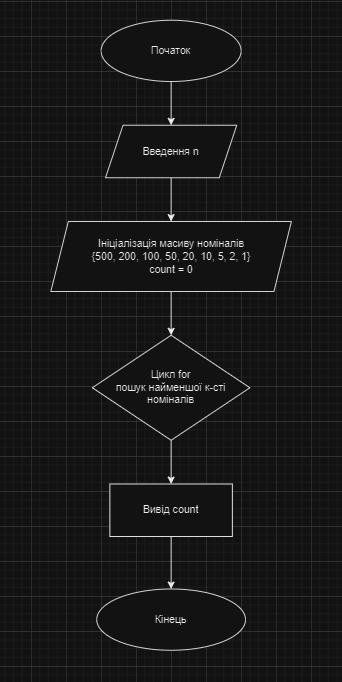 Початок
Введення n
Ініціалізація масиву номіналів
{500, 200, 100, 50, 20, 10, 5, 2, 1}
count = 0
Цикл for
пошук найменшої к-сті
номіналів
Вивід count
Кінець